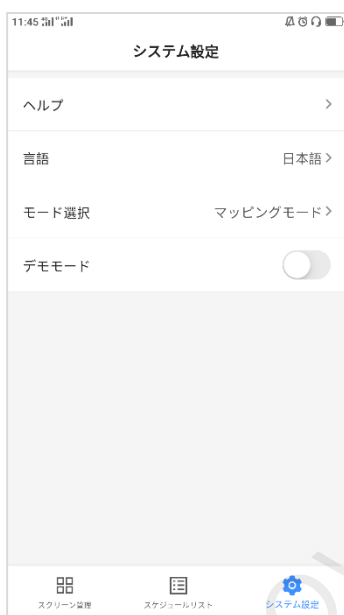 11:45
システム設定
ヘルプ
言語 日本語
モード選択 マッピングモード
デモモード
スクリーン管理 スケジュールリスト システム設定